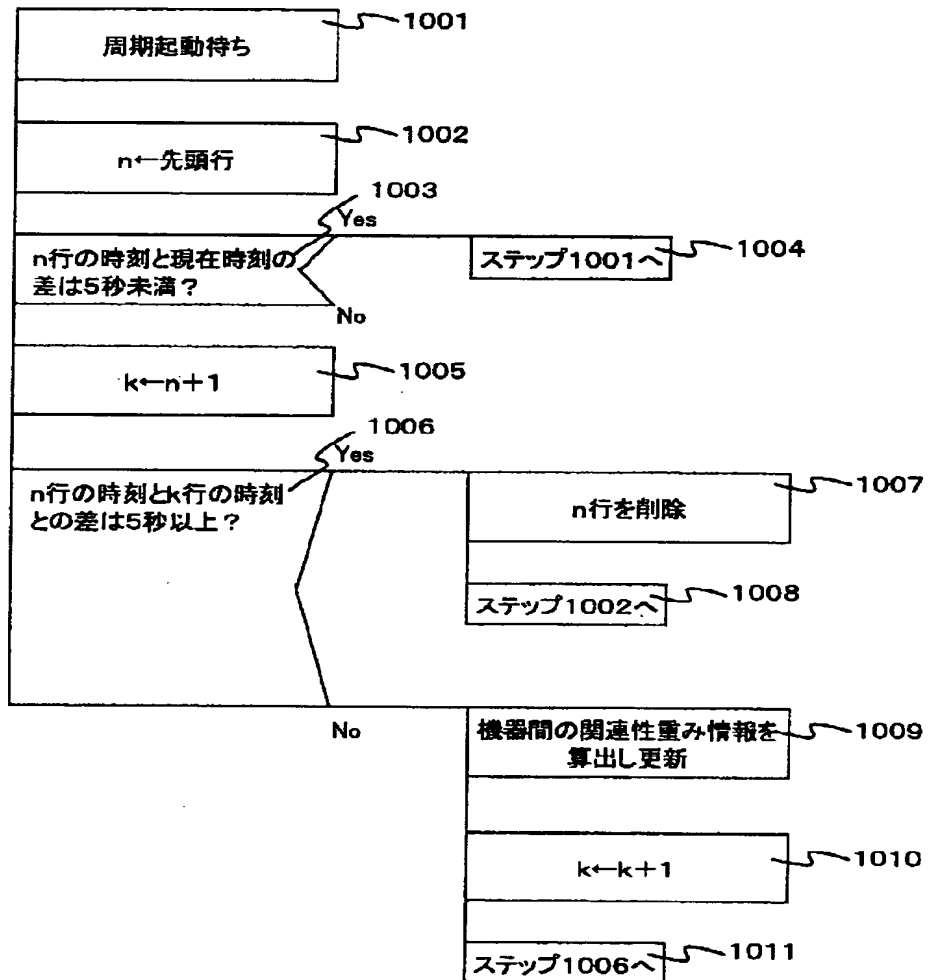 1001
周期起動待ち
1002
n←先頭行
1003
Yes
n行の時刻と現在時刻の
差は5秒未満？
ステップ1001へ
1004
No
k←n＋1
1005
1006
Yes
n行の時刻とk行の時刻
との差は5秒以上？
n行を削除
1007
ステップ1002へ
1008
No
機器間の関連性重み情報を
算出し更新
1009
k←k＋1
1010
ステップ1006へ
1011